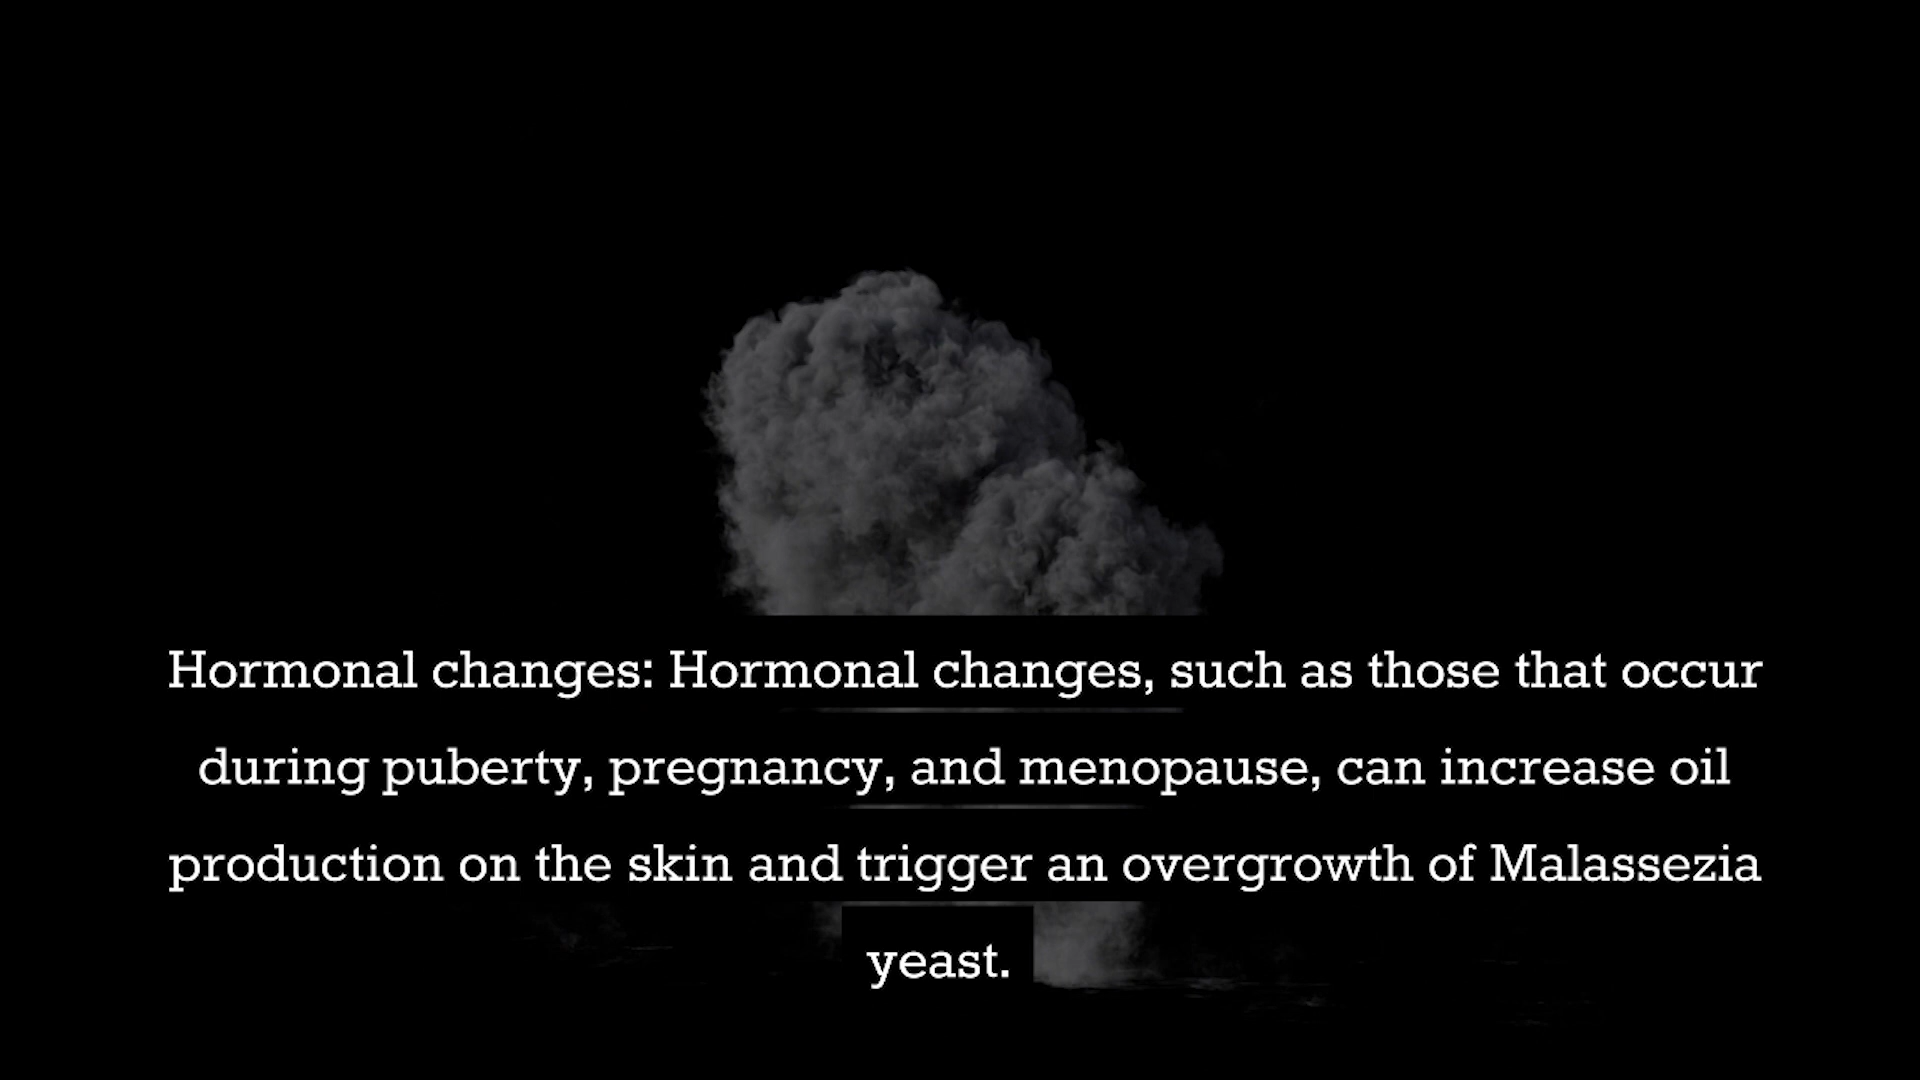 Hormonal changes: Hormonal changes, such as those that occur
during puberty, pregnancy, and menopause, can increase oil
production on the skin and trigger an overgrowth of Malassezia
yeast.